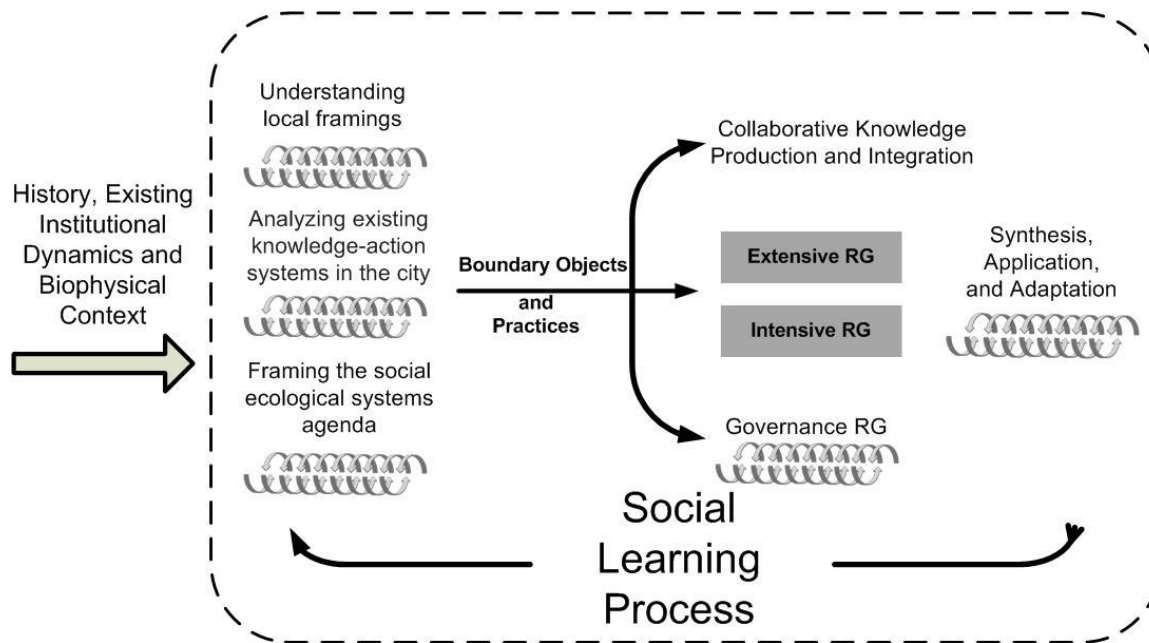 History, Existing
Institutional
Dynamics and
Biophysical
Context
Understanding
local framings
Analyzing existing
knowledge-action
systems in the city
Framing the social
ecological systems
agenda
Boundary Objects
and
Practices
Collaborative Knowledge
Production and Integration
Extensive RG
Intensive RG
Governance RG
Synthesis,
Application,
and Adaptation
Social
Learning
Process